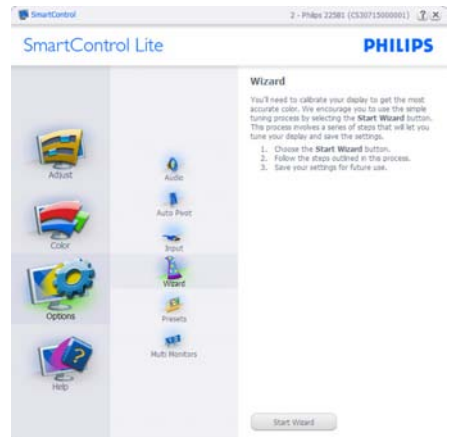 SmartControl
2 - Philips 225B1 (CS30715000001)
SmartControl Lite
PHILIPS
Adjust
Color
Options
Help
Audio
Auto Pivot
Input
Wizard
Presets
Multi Monitors
Wizard
You'll need to calibrate your display to get the most
accurate color. We encourage you to use the simple
tuning process by selecting the Start Wizard button.
This process involves a series of steps that will let you
tune your display and save the settings.
1. Choose the Start Wizard button.
2. Follow the steps outlined in the process.
3. Save your settings for future use.
Start Wizard